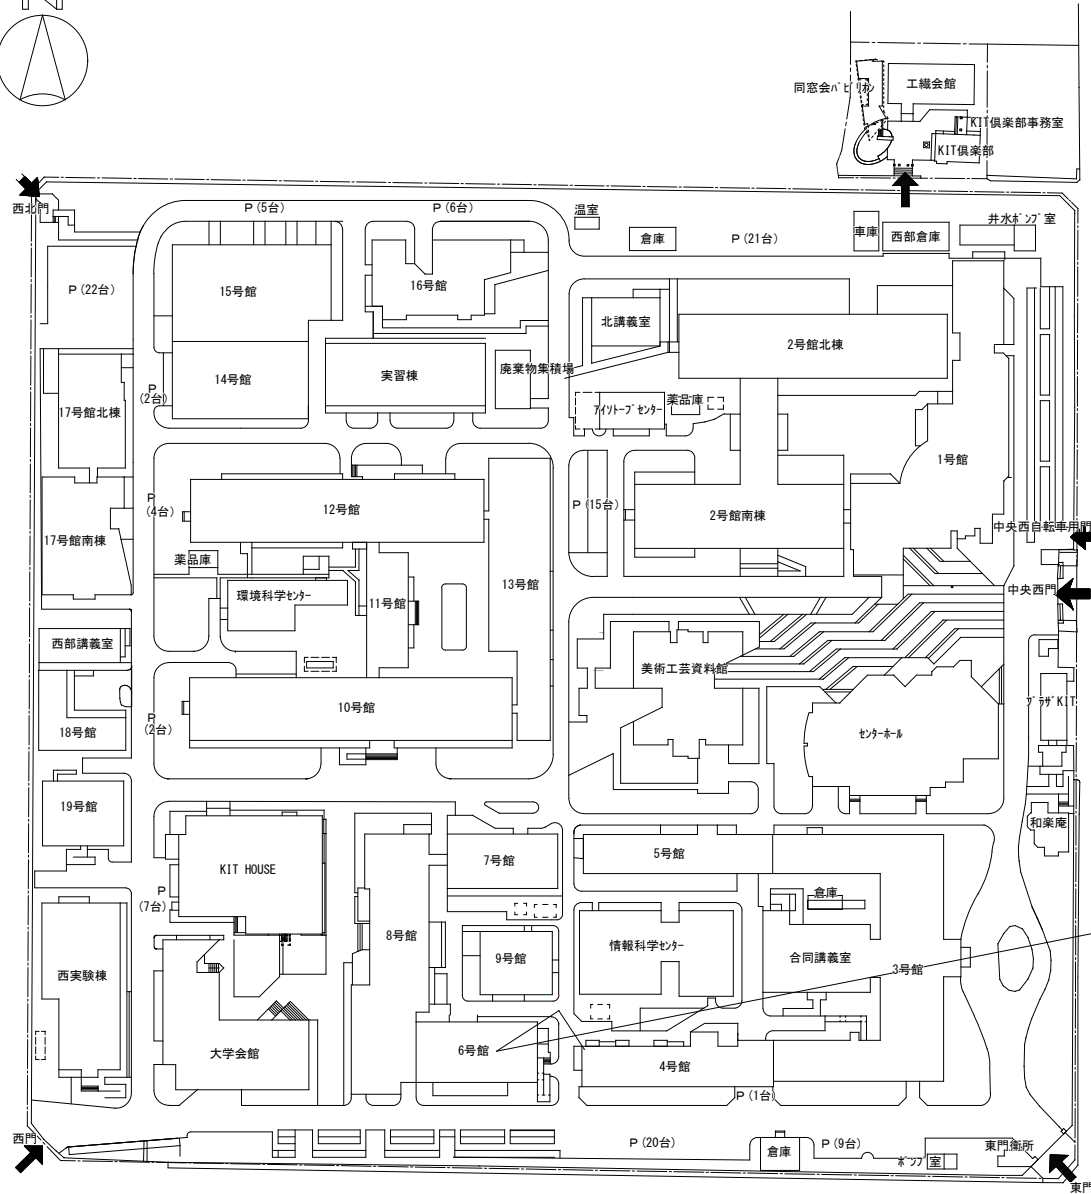 N
同窓会パビリオン
工繊会館
KIT倶楽部事務室
KIT倶楽部
西北門
P (5台)
P (6台)
温室
倉庫
P (21台)
車庫
西部倉庫
井水ポンプ室
P (22台)
15号館
16号館
北講義室
2号館北棟
14号館
実習棟
廃棄物集積場
P
(2台)
17号館北棟
アイソトープセンター
薬品庫
1号館
P
(4台)
12号館
P (15台)
2号館南棟
中央西自転車用門
17号館南棟
薬品庫
環境科学センター
11号館
13号館
中央西門
西部講義室
美術工芸資料館
プラザKIT
18号館
P
(2台)
10号館
センターホール
19号館
和楽庵
KIT HOUSE
7号館
5号館
P
(7台)
倉庫
8号館
9号館
情報科学センター
合同講義室
3号館
西実験棟
大学会館
6号館
4号館
P (1台)
西門
P (20台)
倉庫
P (9台)
ポンプ室
東門衛所
東門